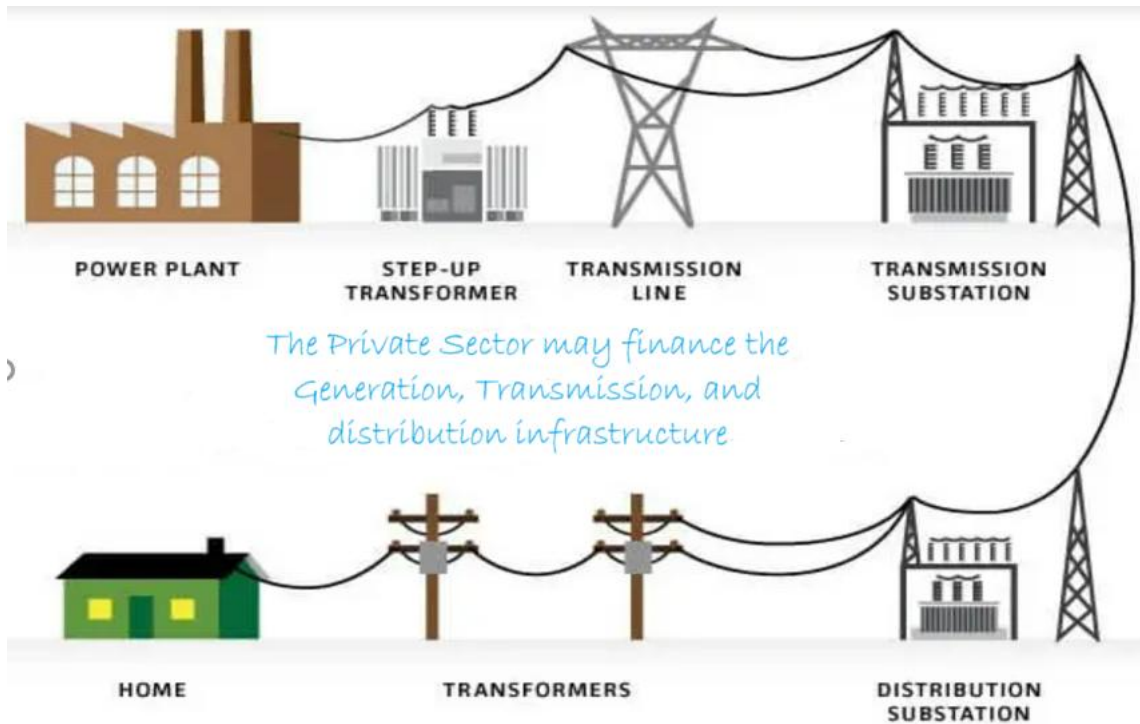 POWER PLANT
STEP-UP
TRANSFORMER
TRANSMISSION
LINE
TRANSMISSION
SUBSTATION
The Private Sector may finance the
Generation, Transmission, and
distribution infrastructure
HOME
TRANSFORMERS
DISTRIBUTION
SUBSTATION